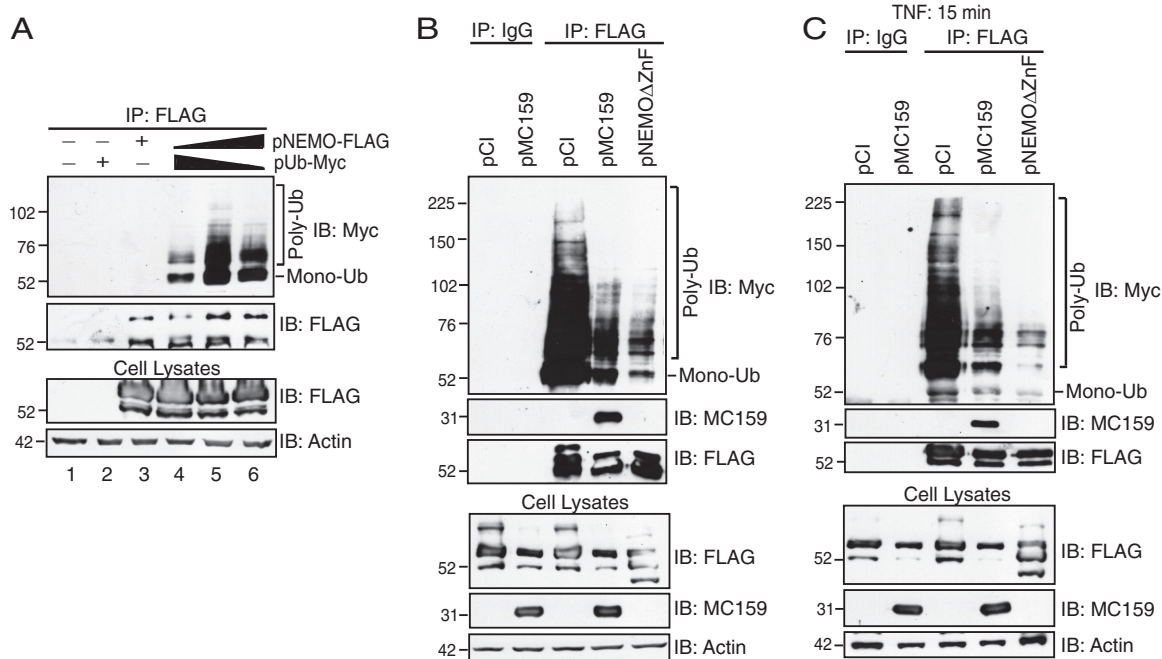 A
IP: FLAG
– – + pNEMO-FLAG
– + – pUb-Myc
102
76
52
Poly-Ub
IB: Myc
Mono-Ub
52
IB: FLAG
Cell Lysates
52
IB: FLAG
42
IB: Actin
1 2 3 4 5 6
B
IP: IgG IP: FLAG
pCI pMC159 pCI pMC159 pNEMOΔZnF
225
150
102
76
52
Poly-Ub
IB: Myc
Mono-Ub
31
IB: MC159
52
IB: FLAG
Cell Lysates
52
IB: FLAG
31
IB: MC159
42
IB: Actin
C
TNF: 15 min
IP: IgG IP: FLAG
pCI pMC159 pCI pMC159 pNEMOΔZnF
225
150
102
76
52
Poly-Ub
IB: Myc
Mono-Ub
31
IB: MC159
52
IB: FLAG
Cell Lysates
52
IB: FLAG
31
IB: MC159
42
IB: Actin